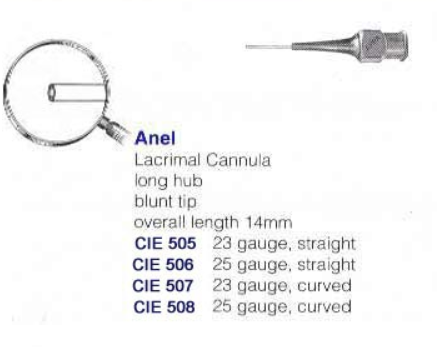 Anel
Lacrimal Cannula
long hub
blunt tip
overall length 14mm
CIE 505 23 gauge, straight
CIE 506 25 gauge, straight
CIE 507 23 gauge, curved
CIE 508 25 gauge, curved